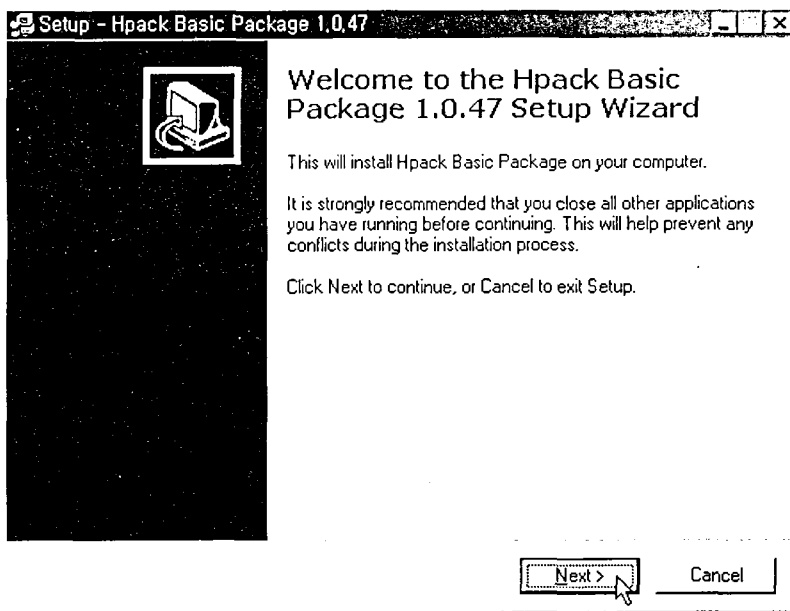 Setup - Hpack Basic Package 1.0.47
Welcome to the Hpack Basic
Package 1.0.47 Setup Wizard
This will install Hpack Basic Package on your computer.
It is strongly recommended that you close all other applications
you have running before continuing. This will help prevent any
conflicts during the installation process.
Click Next to continue, or Cancel to exit Setup.
Next >
Cancel